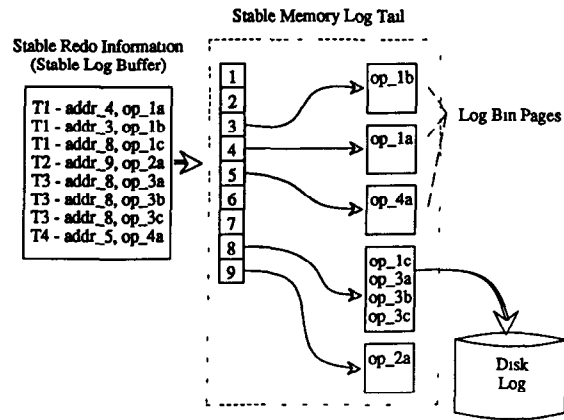 Stable Memory Log Tail
Stable Redo Information
(Stable Log Buffer)
T1 - addr_4, op_1a
T1 - addr_3, op_1b
T1 - addr_8, op_1c
T2 - addr_9, op_2a
T3 - addr_8, op_3a
T3 - addr_8, op_3b
T3 - addr_8, op_3c
T4 - addr_5, op_4a
1
2
3
4
5
6
7
8
9
op_1b
op_1a
op_4a
op_1c
op_3a
op_3b
op_3c
op_2a
Log Bin Pages
Disk
Log